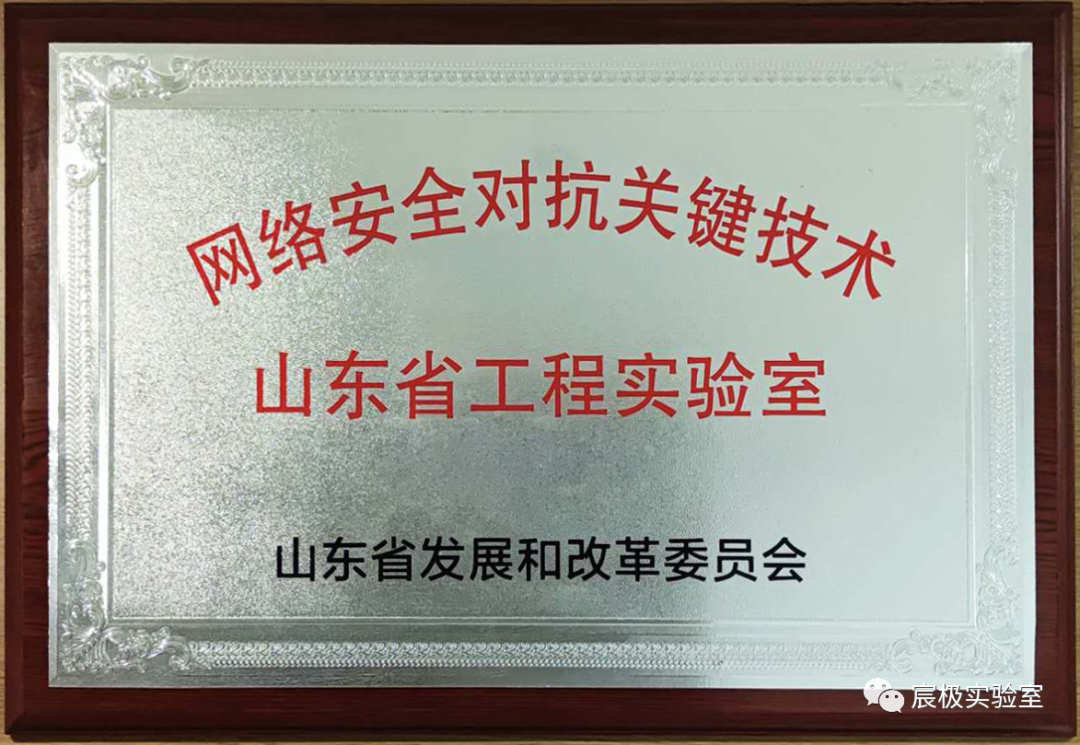 网络安全对抗关键技术
山东省工程实验室
山东省发展和改革委员会
宸极实验室